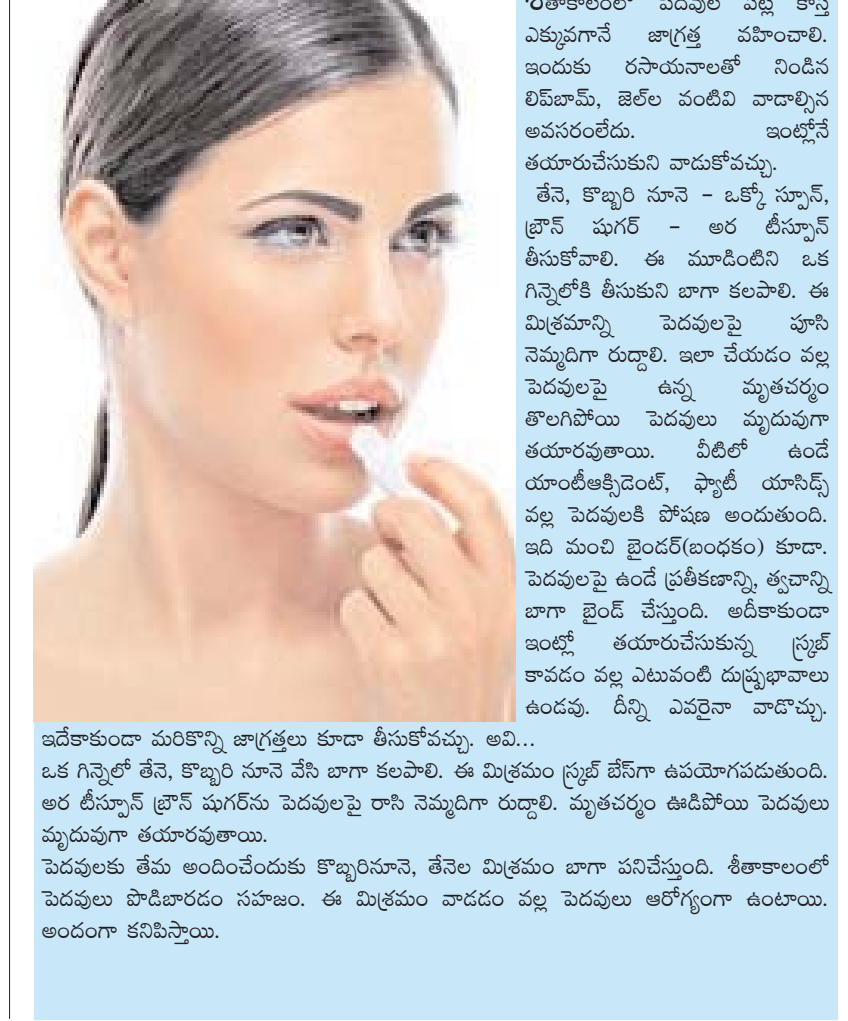 శీతాకాలంలో పెదవుల పట్ల కాస్త
ఎక్కువగానే జాగ్రత్త వహించాలి.
ఇందుకు రసాయనాలతో నిండిన
లిప్‌బామ్, జెల్‌ల వంటివి వాడాల్సిన
అవసరంలేదు. ఇంట్లోనే
తయారుచేసుకుని వాడుకోవచ్చు.
తేనె, కొబ్బరి నూనె – ఒక్కో స్పూన్,
బ్రౌన్ షుగర్ – అర టీస్పూన్
తీసుకోవాలి. ఈ మూడింటిని ఒక
గిన్నెలోకి తీసుకుని బాగా కలపాలి. ఈ
మిశ్రమాన్ని పెదవులపై పూసి
నెమ్మదిగా రుద్దాలి. ఇలా చేయడం వల్ల
పెదవులపై ఉన్న మృతచర్మం
తొలగిపోయి పెదవులు మృదువుగా
తయారవుతాయి. వీటిలో ఉండే
యాంటీఆక్సిడెంట్, ఫ్యాటీ యాసిడ్స్
వల్ల పెదవులకి పోషణ అందుతుంది.
ఇది మంచి బైండర్(బంధకం) కూడా.
పెదవులపై ఉండే ప్రతీకణాన్ని, త్వచాన్ని
బాగా బైండ్ చేస్తుంది. అదీకాకుండా
ఇంట్లో తయారుచేసుకున్న స్క్రబ్
కావడం వల్ల ఎటువంటి దుష్ప్రభావాలు
ఉండవు. దీన్ని ఎవరైనా వాడొచ్చు.
ఇదేకాకుండా మరికొన్ని జాగ్రత్తలు కూడా తీసుకోవచ్చు. అవి...
ఒక గిన్నెలో తేనె, కొబ్బరి నూనె వేసి బాగా కలపాలి. ఈ మిశ్రమం స్క్రబ్ బేస్‌గా ఉపయోగపడుతుంది.
అర టీస్పూన్ బ్రౌన్ షుగర్‌ను పెదవులపై రాసి నెమ్మదిగా రుద్దాలి. మృతచర్మం ఊడిపోయి పెదవులు
మృదువుగా తయారవుతాయి.
పెదవులకు తేమ అందించేందుకు కొబ్బరినూనె, తేనెల మిశ్రమం బాగా పనిచేస్తుంది. శీతాకాలంలో
పెదవులు పొడిబారడం సహజం. ఈ మిశ్రమం వాడడం వల్ల పెదవులు ఆరోగ్యంగా ఉంటాయి.
అందంగా కనిపిస్తాయి.